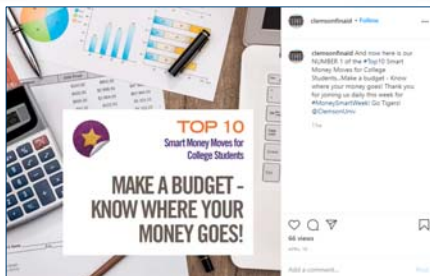 TOP 10
Smart Money Moves for
College Students
MAKE A BUDGET -
KNOW WHERE YOUR
MONEY GOES!
clemsonfinaid • Follow
clemsonfinaid And now here is our
NUMBER 1 of the #Top10 Smart
Money Moves for College
Students...Make a budget - Know
where your money goes! Thank
you for joining us daily this week for
#MoneySmartWeek! Go Tigers!
@ClemsonUniv
66 views
Add a comment...
Post